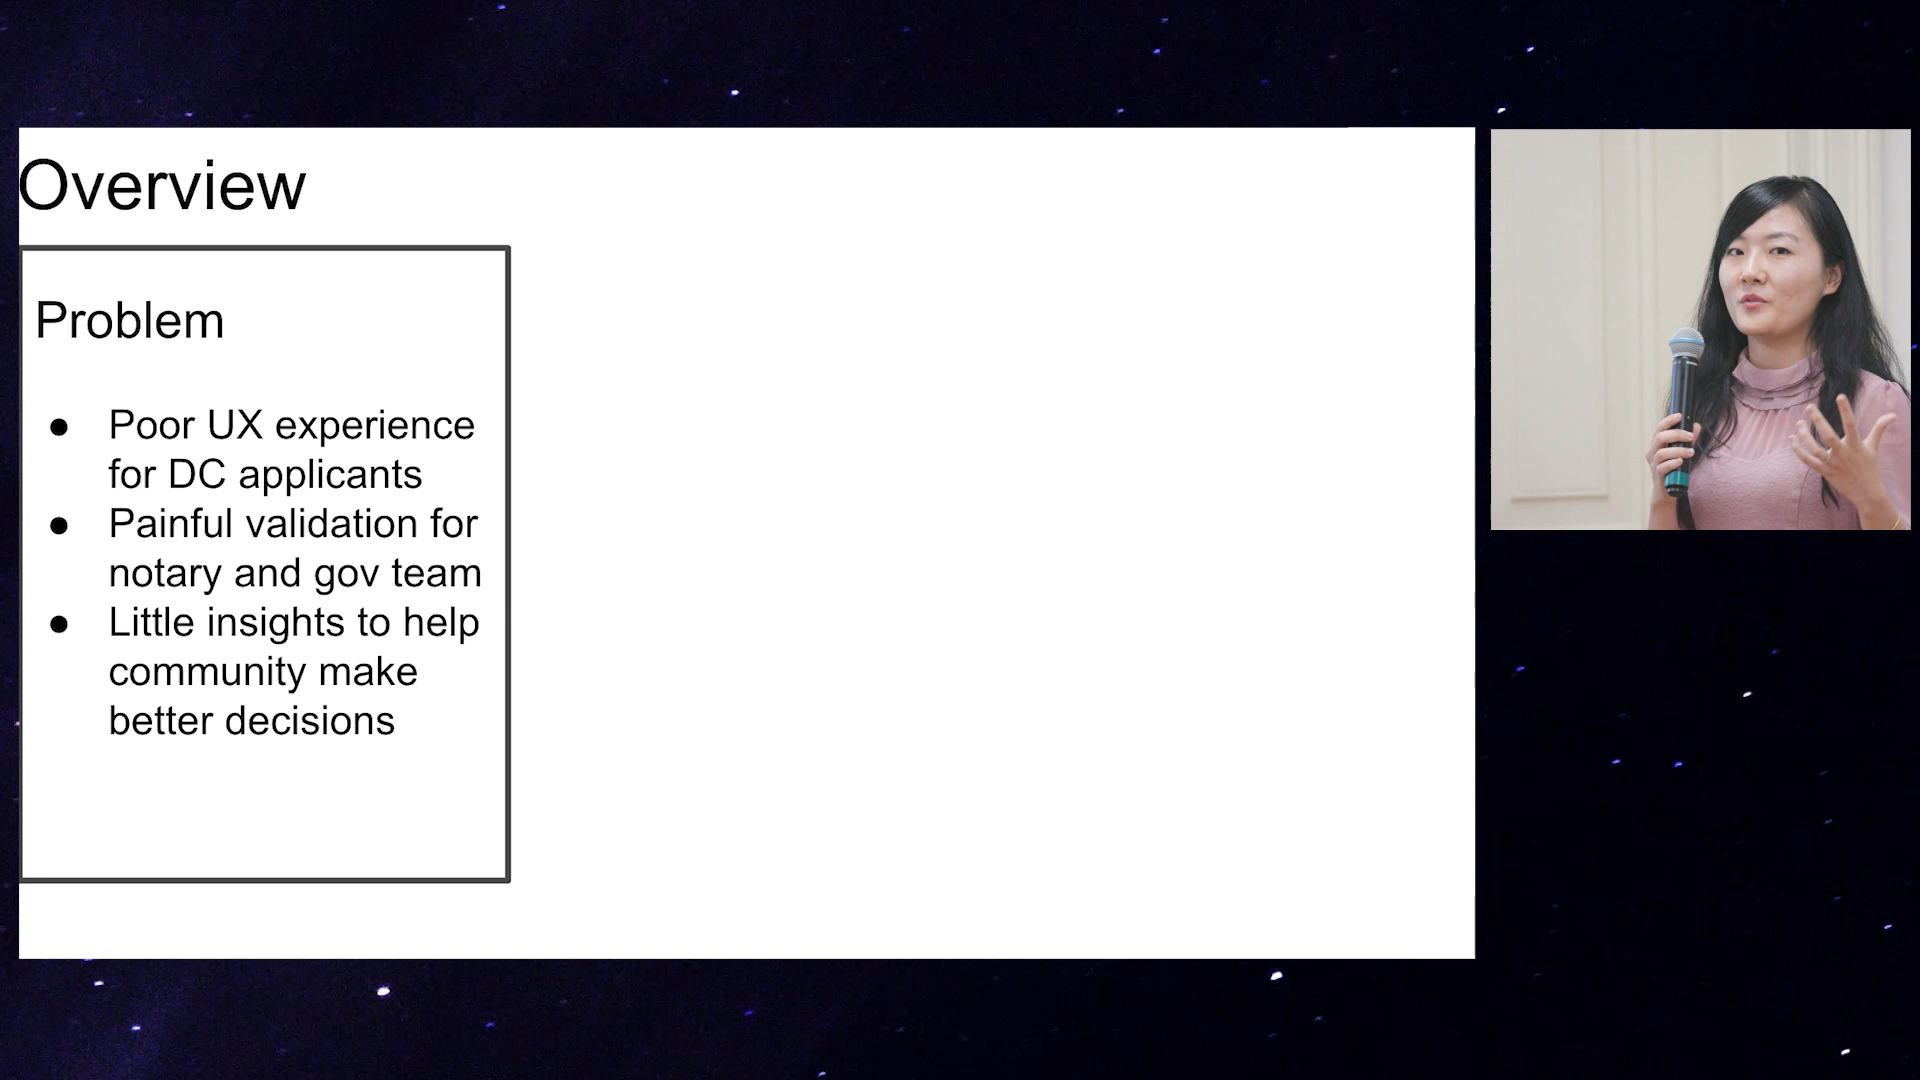 Overview
Problem
● Poor UX experience
for DC applicants
● Painful validation for
notary and gov team
● Little insights to help
community make
better decisions